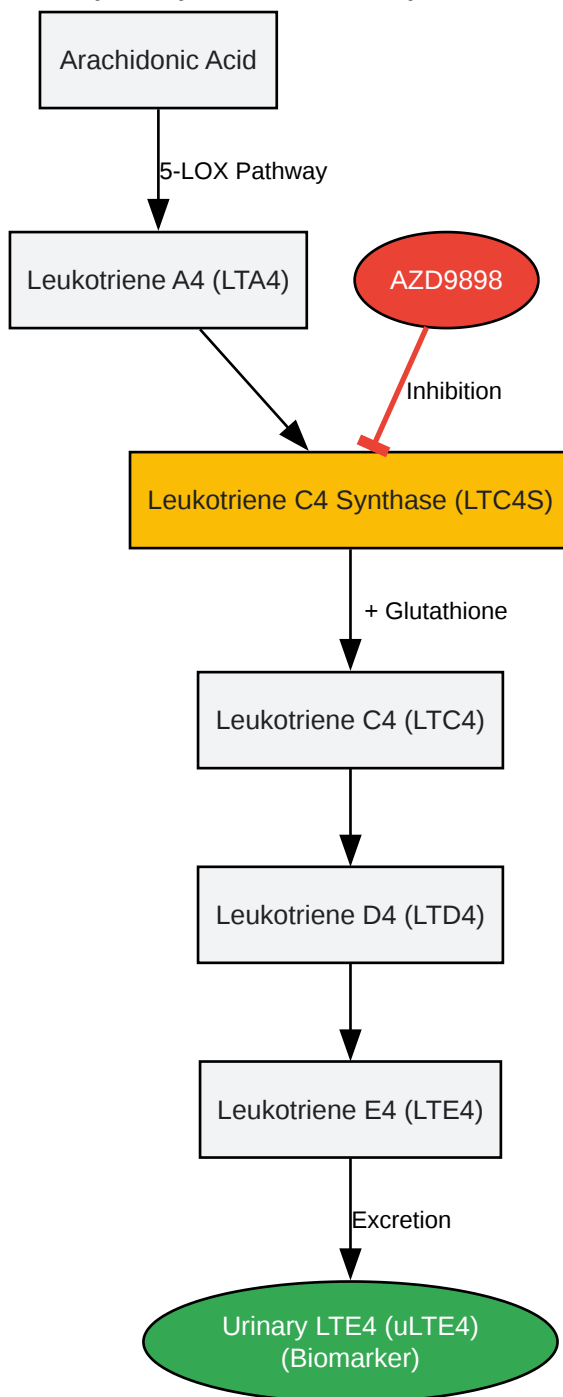 Arachidonic Acid
5-LOX Pathway
Leukotriene A4 (LTA4)
AZD9898
Inhibition
Leukotriene C4 Synthase (LTC4S)
+ Glutathione
Leukotriene C4 (LTC4)
Leukotriene D4 (LTD4)
Leukotriene E4 (LTE4)
Excretion
Urinary LTE4 (uLTE4)
(Biomarker)